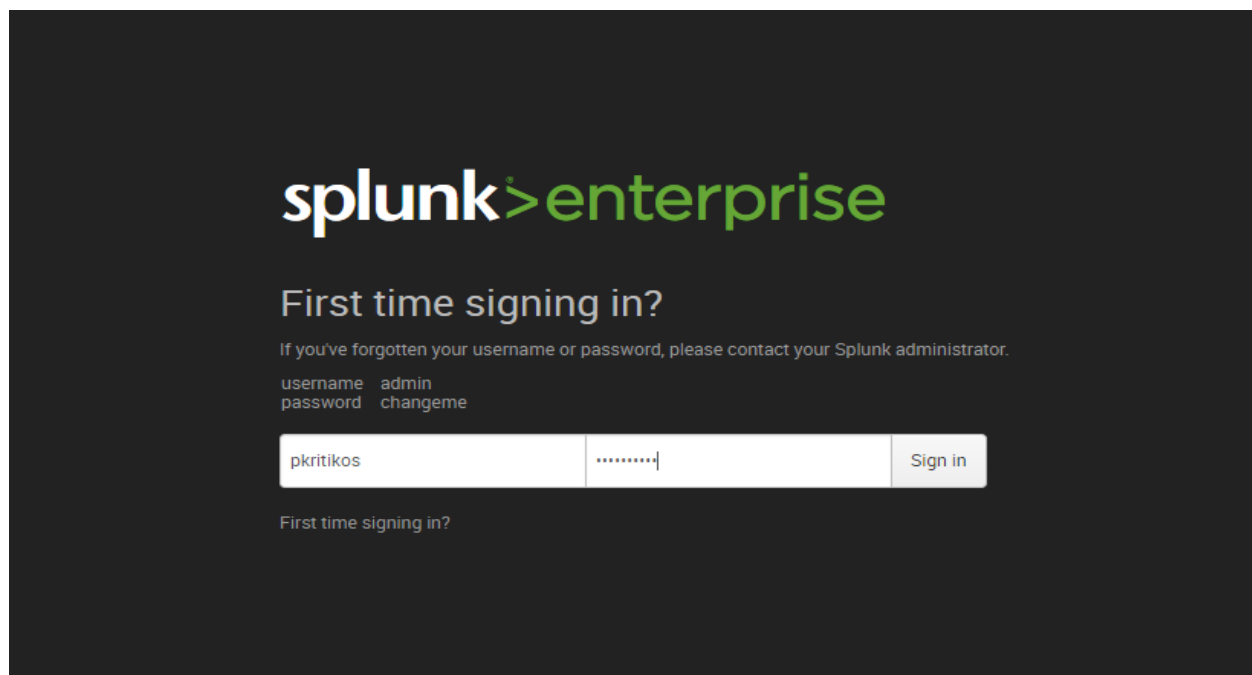 splunk>enterprise
First time signing in?
If you've forgotten your username or password, please contact your Splunk administrator.
username admin
password changeme
pkritikos •••••••••• Sign in
First time signing in?